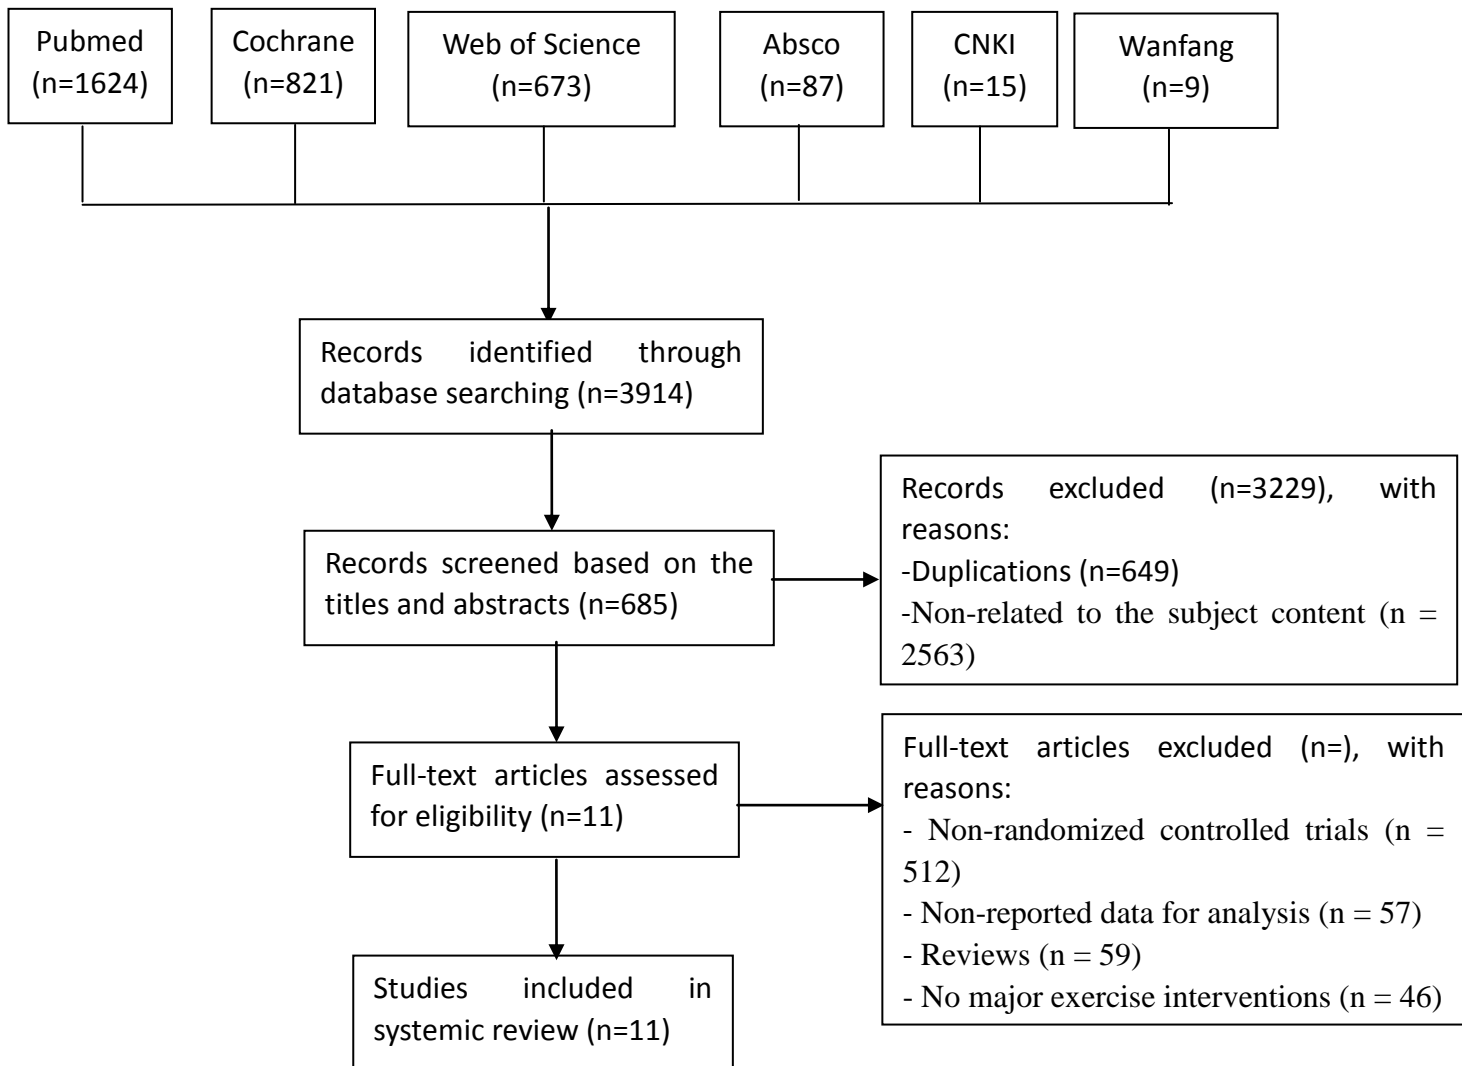 Pubmed
(n=1624)
Cochrane
(n=821)
Web of Science
(n=673)
Absco
(n=87)
CNKI
(n=15)
Wanfang
(n=9)
Records identified through
database searching (n=3914)
Records excluded (n=3229), with
reasons:
-Duplications (n=649)
-Non-related to the subject content (n =
2563)
Records screened based on the
titles and abstracts (n=685)
Full-text articles excluded (n=), with
reasons:
- Non-randomized controlled trials (n =
512)
- Non-reported data for analysis (n = 57)
- Reviews (n = 59)
- No major exercise interventions (n = 46)
Full-text articles assessed
for eligibility (n=11)
Studies included in
systemic review (n=11)